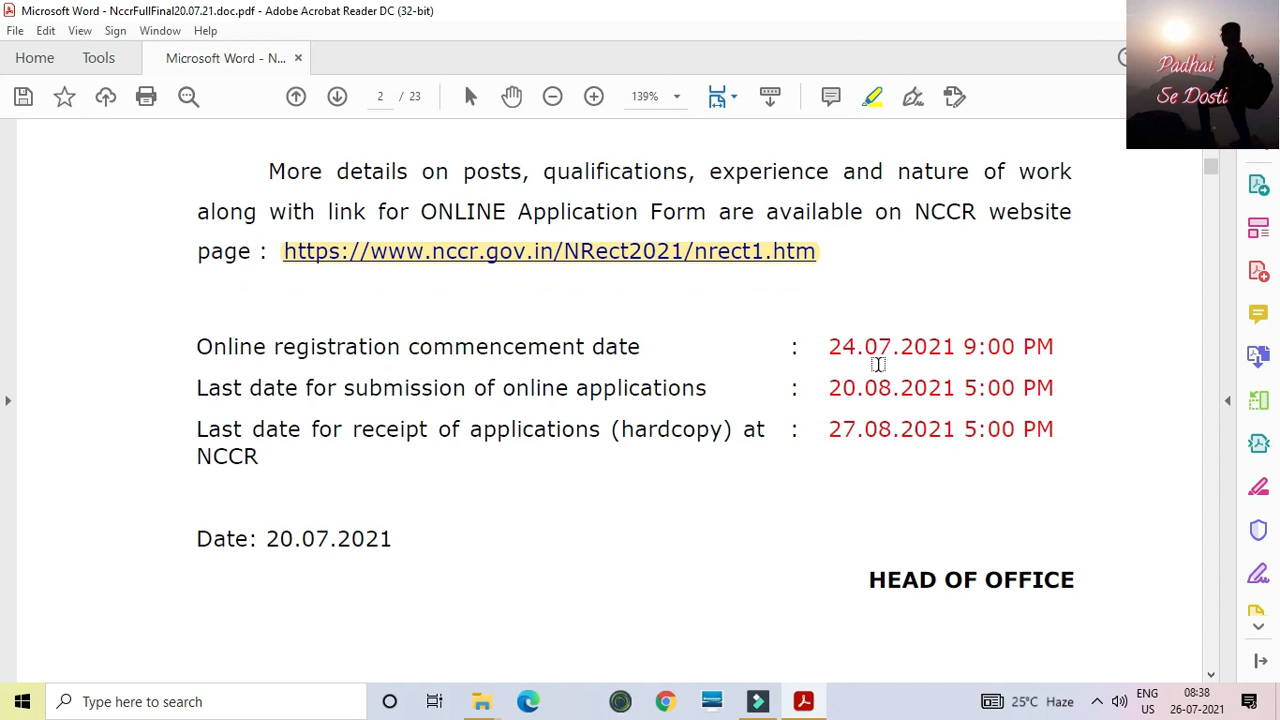 Microsoft Word - NccrFullFinal20.07.21.doc.pdf - Adobe Acrobat Reader DC (32-bit)
File Edit View Sign Window Help
Home Tools Microsoft Word - N... ×
2 / 23 139%
Padhai
Se Dosti
More details on posts, qualifications, experience and nature of work
along with link for ONLINE Application Form are available on NCCR website
page : https://www.nccr.gov.in/NRect2021/nrect1.htm
Online registration commencement date : 24.07.2021 9:00 PM
Last date for submission of online applications : 20.08.2021 5:00 PM
Last date for receipt of applications (hardcopy) at : 27.08.2021 5:00 PM
NCCR
Date: 20.07.2021
HEAD OF OFFICE
Type here to search
25°C Haze
ENG
IN
08:38
26-07-2021